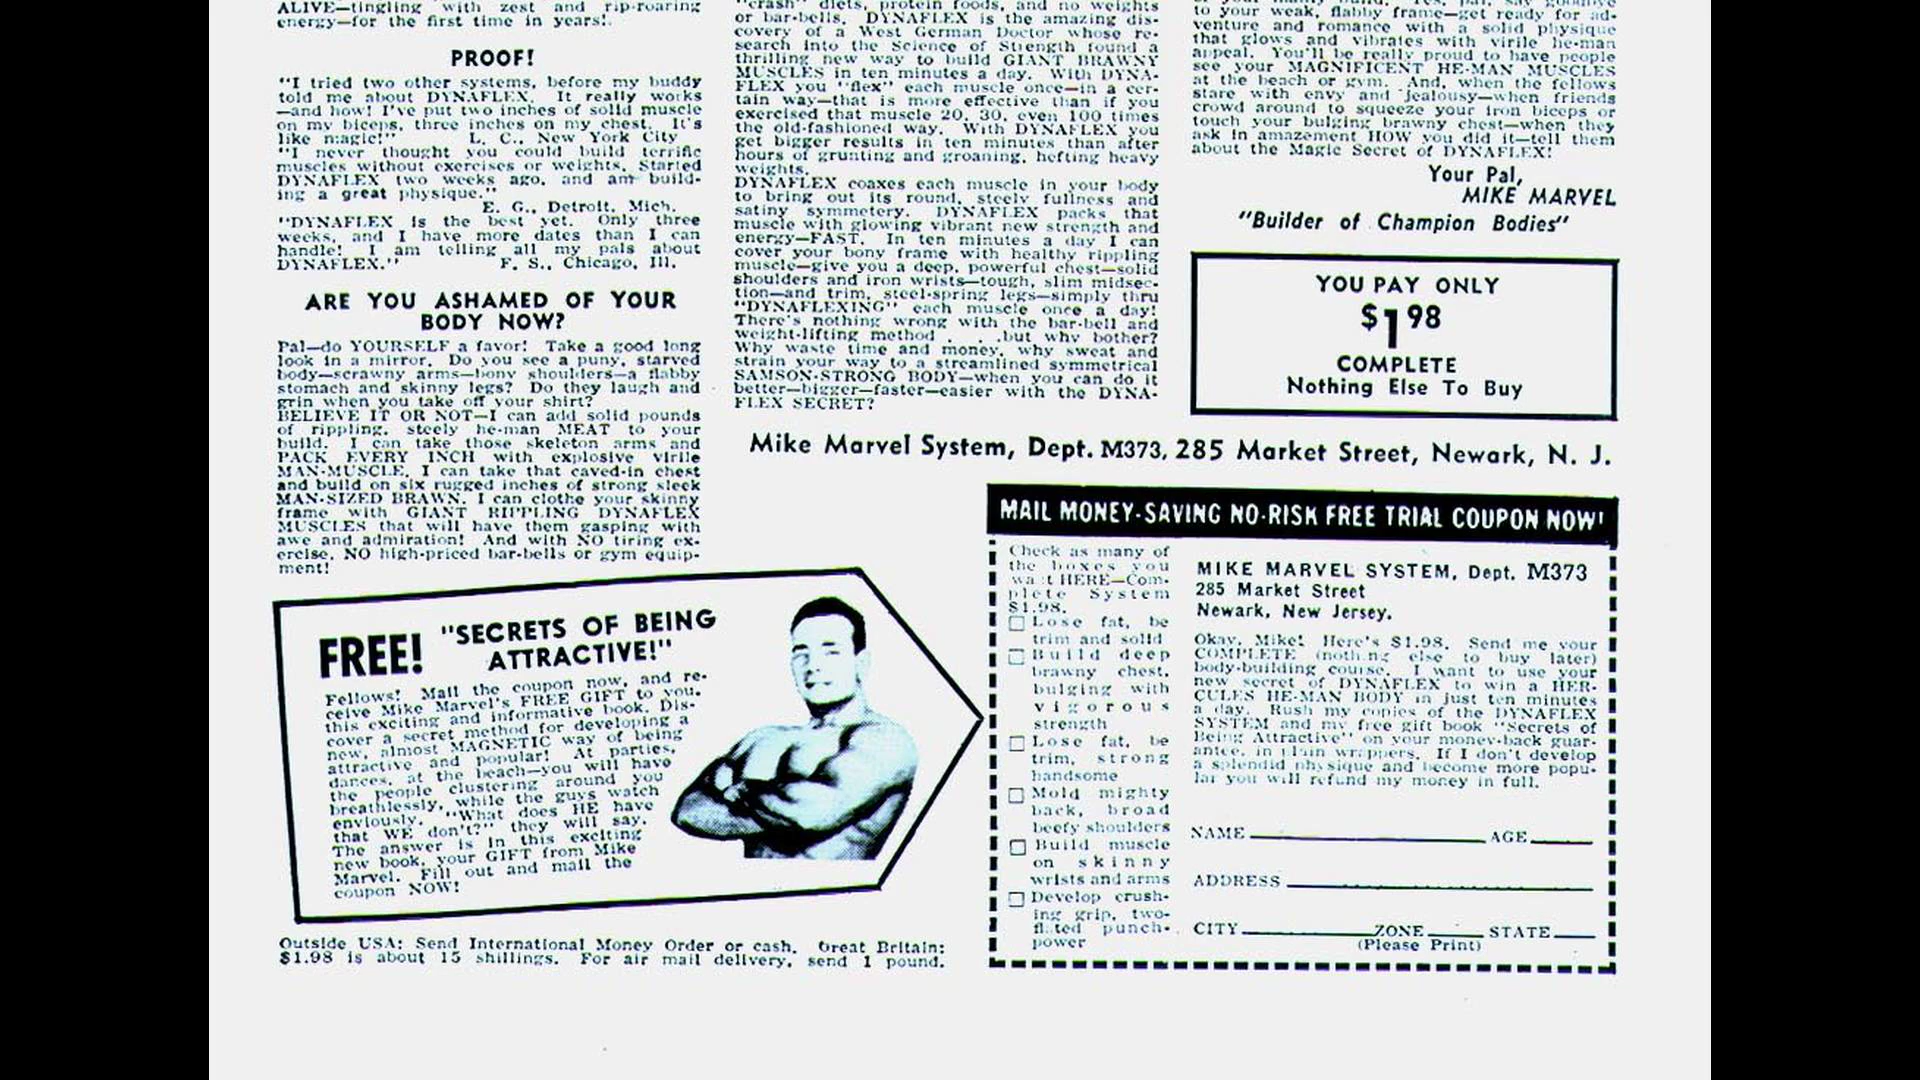 ALIVE—tingling with zest and rip-roaring
energy—for the first time in years!
PROOF!
"I tried two other systems, before my buddy
told me about DYNAFLEX. It really works
—and how! I've put two inches of solid muscle
on my biceps, three inches on my chest. It's
like magic!" L. C., New York City
"I never thought you could build terrific
muscles without exercises or weights. Started
DYNAFLEX two weeks ago, and am build-
ing a great physique."
E. G., Detroit, Mich.
"DYNAFLEX is the best yet. Only three
weeks, and I have more dates than I can
handle! I am telling all my pals about
DYNAFLEX." F. S., Chicago, Ill.
ARE YOU ASHAMED OF YOUR
BODY NOW?
Pal—do YOURSELF a favor! Take a good long
look in a mirror. Do you see a puny, starved
body—scrawny arms—bony shoulders—a flabby
stomach and skinny legs? Do they laugh and
grin when you take off your shirt?
BELIEVE IT OR NOT—I can add solid pounds
of rippling, steely he-man MEAT to your
build. I can take those skeleton arms and
PACK EVERY INCH with explosive virile
MAN-MUSCLE. I can take that caved-in chest
and build on six rugged inches of strong sleek
MAN-SIZED BRAWN. I can clothe your skinny
frame with GIANT RIPPLING DYNAFLEX
MUSCLES that will have them gasping with
awe and admiration! And with NO tiring ex-
ercise, NO high-priced bar-bells or gym equip-
ment!
"crash" diets, protein foods, and no weights
or bar-bells. DYNAFLEX is the amazing dis-
covery of a West German Doctor whose re-
search into the Science of Strength found a
thrilling new way to build GIANT BRAWNY
MUSCLES in ten minutes a day. With DYNA-
FLEX you "flex" each muscle once—in a cer-
tain way—that is more effective than if you
exercised that muscle 20, 30, even 100 times
the old-fashioned way. With DYNAFLEX you
get bigger results in ten minutes than after
hours of grunting and groaning, hefting heavy
weights.
DYNAFLEX coaxes each muscle in your body
to bring out its round, steely fullness and
satiny symmetery. DYNAFLEX packs that
muscle with glowing vibrant new strength and
energy—FAST. In ten minutes a day I can
cover your bony frame with healthy rippling
muscle—give you a deep, powerful chest—solid
shoulders and iron wrists—tough, slim midsec-
tion—and trim, steel-spring legs—simply thru
"DYNAFLEXING" each muscle once a day!
There's nothing wrong with the bar-bell and
weight-lifting method . . .but why bother?
Why waste time and money, why sweat and
strain your way to a streamlined symmetrical
SAMSON-STRONG BODY—when you can do it
better—bigger—faster—easier with the DYNA-
FLEX SECRET?
to your weak, flabby frame—get ready for ad-
venture and romance with a solid physique
that glows and vibrates with virile he-man
appeal. You'll be really proud to have people
see your MAGNIFICENT HE-MAN MUSCLES
at the beach or gym. And, when the fellows
stare with envy and jealousy—when friends
crowd around to squeeze your iron biceps or
touch your bulging brawny chest—when they
ask in amazement HOW you did it—tell them
about the Magic Secret of DYNAFLEX!
Your Pal,
MIKE MARVEL
"Builder of Champion Bodies"
YOU PAY ONLY
$1 98
COMPLETE
Nothing Else To Buy
Mike Marvel System, Dept. M373, 285 Market Street, Newark, N. J.
FREE! "SECRETS OF BEING
ATTRACTIVE!"
Fellows! Mail the coupon now, and re-
ceive Mike Marvel's FREE GIFT to you,
this exciting and informative book. Dis-
cover a secret method for developing a
new, almost MAGNETIC way of being
attractive and popular! At parties,
dances, at the beach—you will have
the people clustering around you
breathlessly, while the guys watch
enviously. "What does HE have
that WE don't?" they will say.
The answer is in this exciting
new book, your GIFT from Mike
Marvel. Fill out and mail the
coupon NOW!
Outside USA: Send International Money Order or cash. Great Britain:
$1.98 is about 15 shillings. For air mail delivery, send 1 pound.
MAIL MONEY-SAVING NO-RISK FREE TRIAL COUPON NOW!
Check as many of
the boxes you
wa t HERE—Com-
plete System
$1.98.
Lose fat, be
trim and solid
Build deep
brawny chest,
bulging with
vigorous
strength
Lose fat, be
trim, strong
handsome
Mold mighty
back, broad
beefy shoulders
Build muscle
on skinny
wrists and arms
Develop crush-
ing grip, two-
fisted punch-
power
MIKE MARVEL SYSTEM, Dept. M373
285 Market Street
Newark, New Jersey.
Okay, Mike! Here's $1.98. Send me your
COMPLETE (nothing else to buy later)
body-building course. I want to use your
new secret of DYNAFLEX to win a HER-
CULES HE-MAN BODY in just ten minutes
a day. Rush my copies of the DYNAFLEX
SYSTEM and my free gift book "Secrets of
Being Attractive" on your money-back guar-
antee, in plain wrappers. If I don't develop
a splendid physique and become more popu-
lar you will refund my money in full.
NAME AGE
ADDRESS
CITY ZONE STATE
(Please Print)